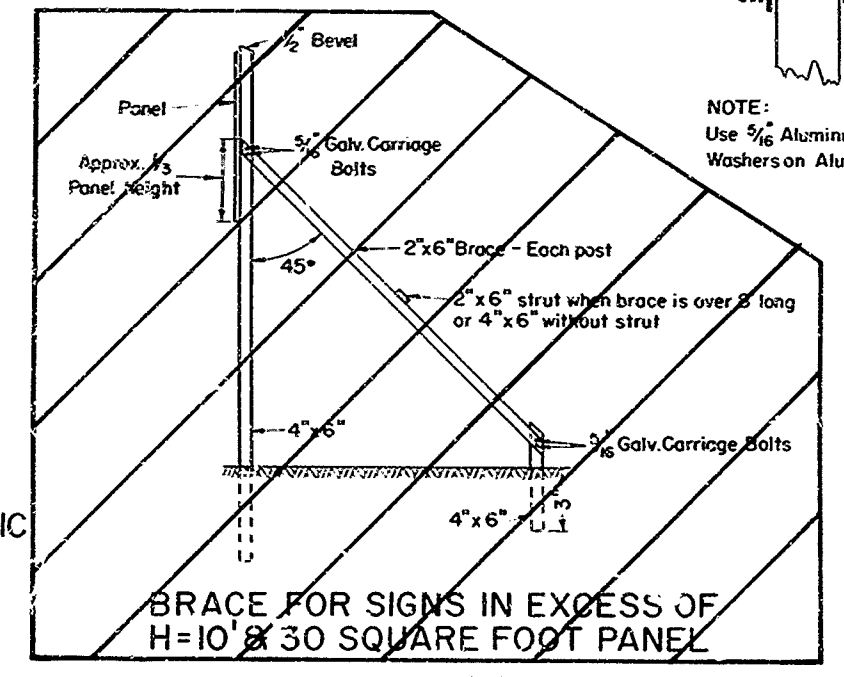 1/2" Bevel
Panel
5/16" Galv. Carriage
Bolts
Approx. 1/3
Panel Height
NOTE:
Use 5/16" Aluminu
Washers on Alu
2"x6" Brace - Each post
45°
2"x6" strut when brace is over 8' long
or 4"x6" without strut
4"x6"
5/16" Galv. Carriage Bolts
4"x6"
3'
IC
BRACE FOR SIGNS IN EXCESS OF
H=10' & 30 SQUARE FOOT PANEL